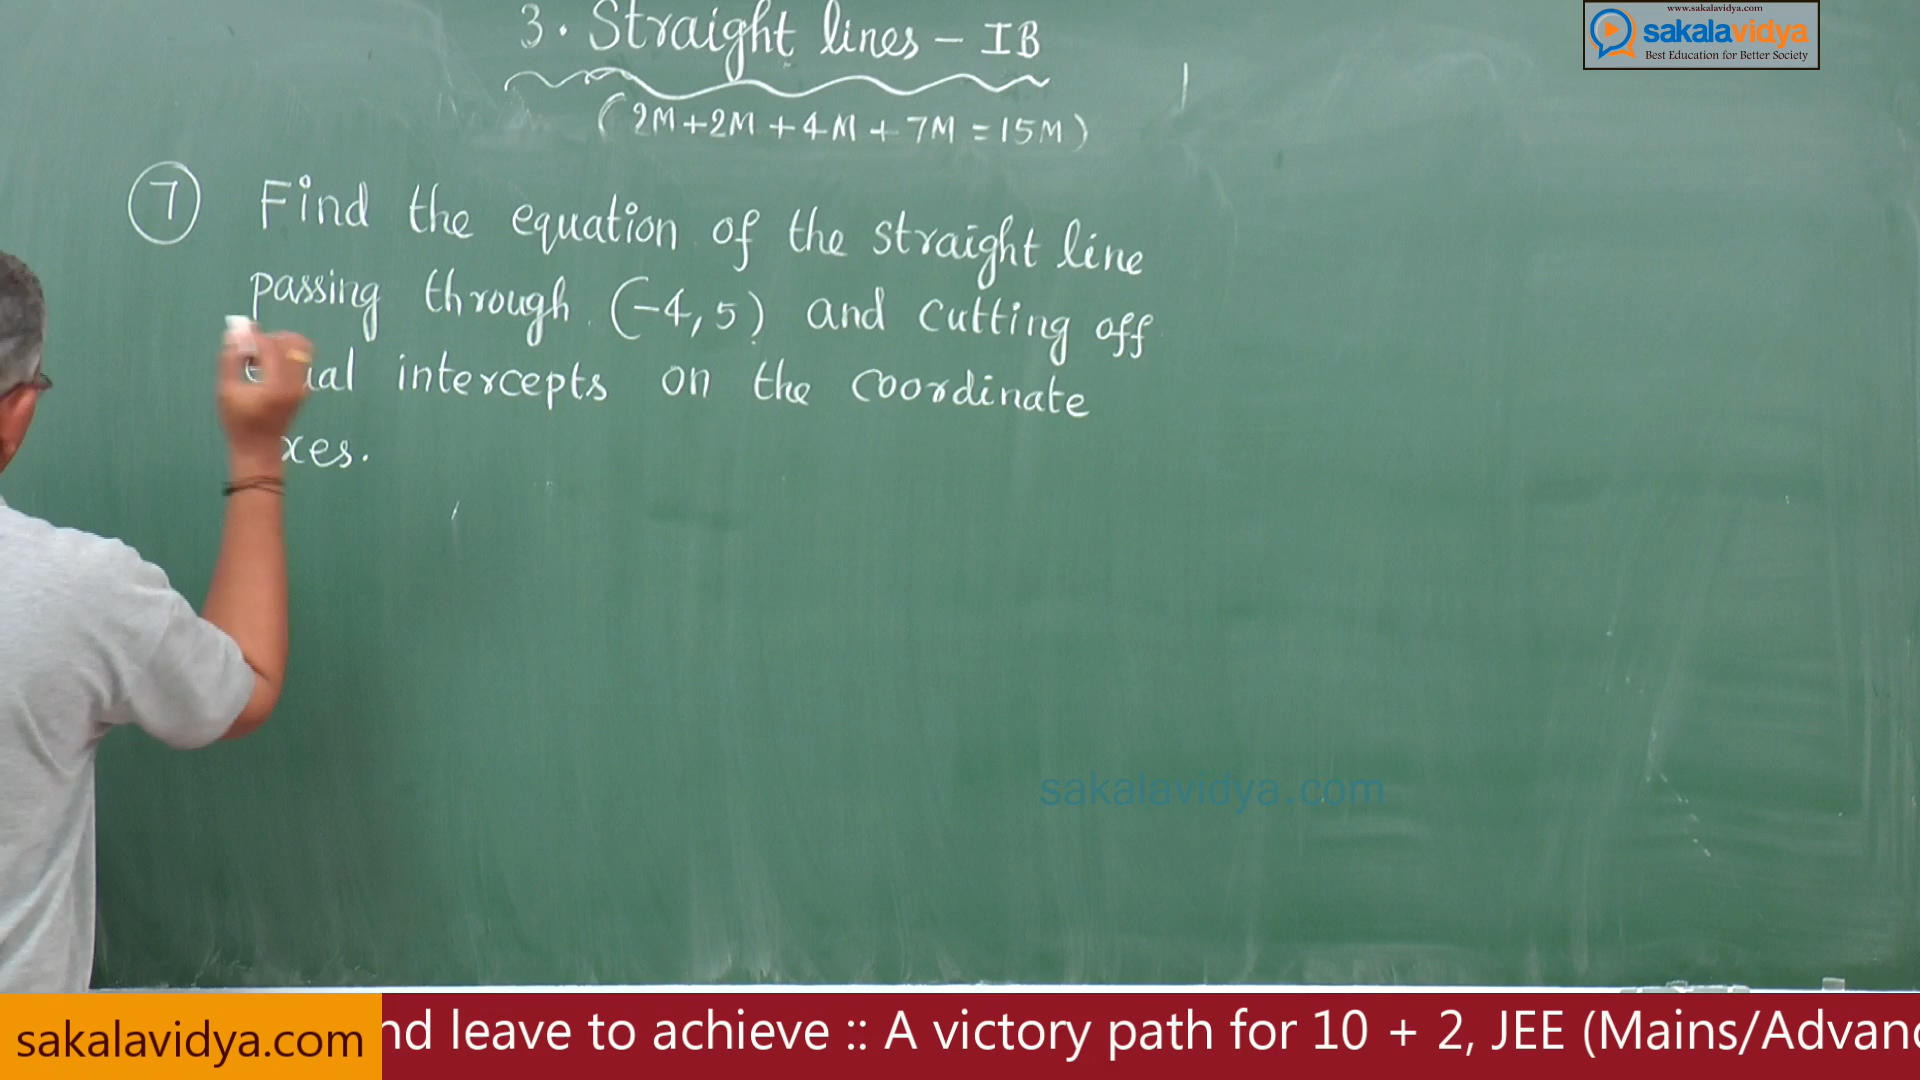 www.sakalavidya.com
sakalavidya
Best Education for Better Society
3. Straight lines - IB
(2M+2M+4M+7M=15M)
7 Find the equation of the straight line
passing through (-4,5) and cutting off
intercepts on the coordinate
sakalavidya.com
sakalavidya.com
nd leave to achieve :: A victory path for 10 + 2, JEE (Mains/Advanc